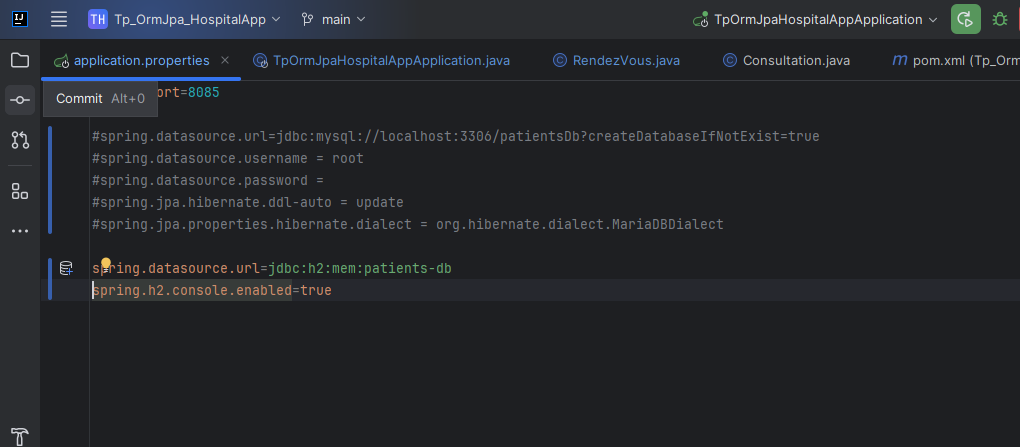 TH Tp_OrmJpa_HospitalApp main TpOrmJpaHospitalAppApplication
application.properties TpOrmJpaHospitalAppApplication.java RendezVous.java Consultation.java m pom.xml (Tp_Orm
Commit Alt+0
ort=8085
#spring.datasource.url=jdbc:mysql://localhost:3306/patientsDb?createDatabaseIfNotExist=true
#spring.datasource.username = root
#spring.datasource.password =
#spring.jpa.hibernate.ddl-auto = update
#spring.jpa.properties.hibernate.dialect = org.hibernate.dialect.MariaDBDialect
spring.datasource.url=jdbc:h2:mem:patients-db
spring.h2.console.enabled=true